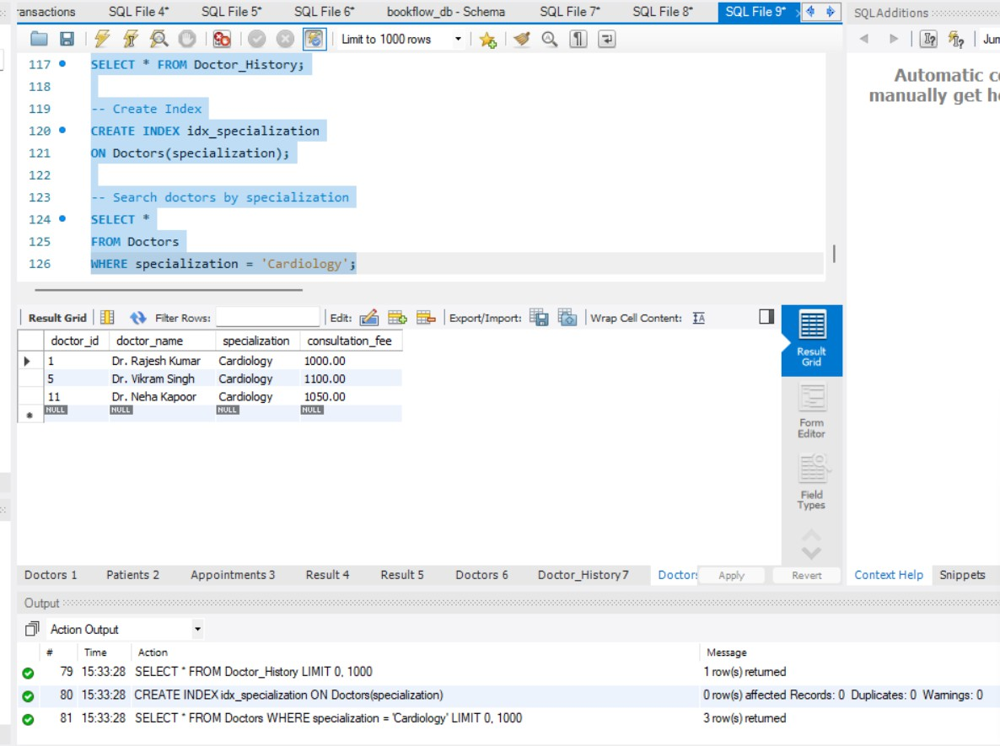 ransactions SQL File 4* SQL File 5* SQL File 6* bookflow_db - Schema SQL File 7* SQL File 8* SQL File 9* SQLAdditions
Limit to 1000 rows
117 SELECT * FROM Doctor_History;
118
119 -- Create Index
120 CREATE INDEX idx_specialization
121 ON Doctors(specialization);
122
123 -- Search doctors by specialization
124 SELECT *
125 FROM Doctors
126 WHERE specialization = 'Cardiology';
Jum
Automatic c
manually get h
Result Grid Filter Rows: Edit: Export/Import: Wrap Cell Content: IA
doctor_id doctor_name specialization consultation_fee
1 Dr. Rajesh Kumar Cardiology 1000.00
5 Dr. Vikram Singh Cardiology 1100.00
11 Dr. Neha Kapoor Cardiology 1050.00
NULL NULL NULL NULL
Result
Grid
Form
Editor
Field
Types
Doctors 1 Patients 2 Appointments 3 Result 4 Result 5 Doctors 6 Doctor_History7 Doctors Apply Revert Context Help Snippets
Output
Action Output
# Time Action Message
79 15:33:28 SELECT * FROM Doctor_History LIMIT 0, 1000 1 row(s) returned
80 15:33:28 CREATE INDEX idx_specialization ON Doctors(specialization) 0 row(s) affected Records: 0 Duplicates: 0 Warnings: 0
81 15:33:28 SELECT * FROM Doctors WHERE specialization = 'Cardiology' LIMIT 0, 1000 3 row(s) returned